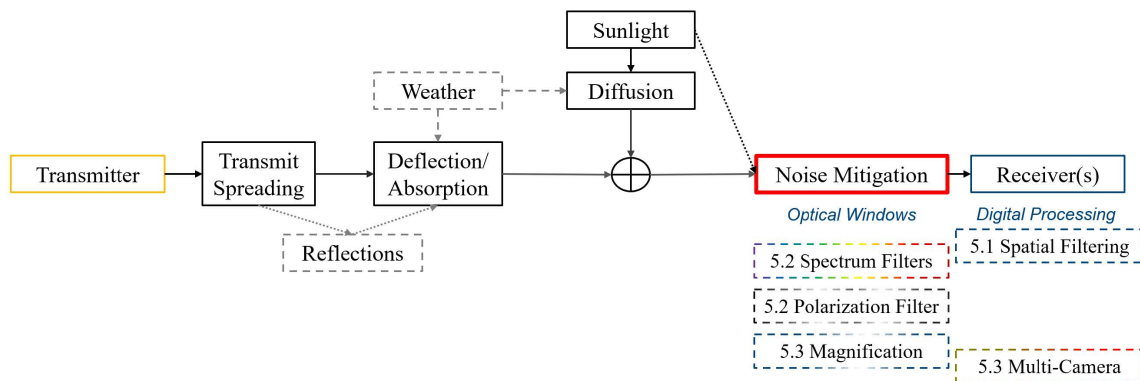 Sunlight
Weather
Diffusion
Transmitter
Transmit
Spreading
Deflection/
Absorption
Noise Mitigation
Receiver(s)
Reflections
Optical Windows
Digital Processing
5.1 Spatial Filtering
5.2 Spectrum Filters
5.2 Polarization Filter
5.3 Magnification
5.3 Multi-Camera